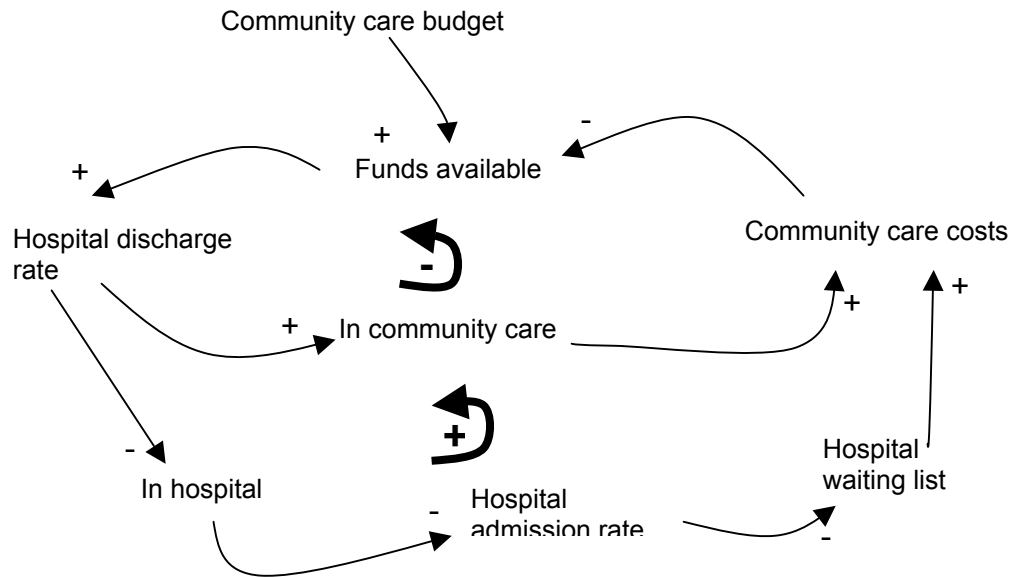 Community care budget
-
+
Funds available
+
Hospital discharge
rate
Community care costs
-
+
+
+
In community care
+
-
Hospital
waiting list
In hospital
-
Hospital
admission rate
-